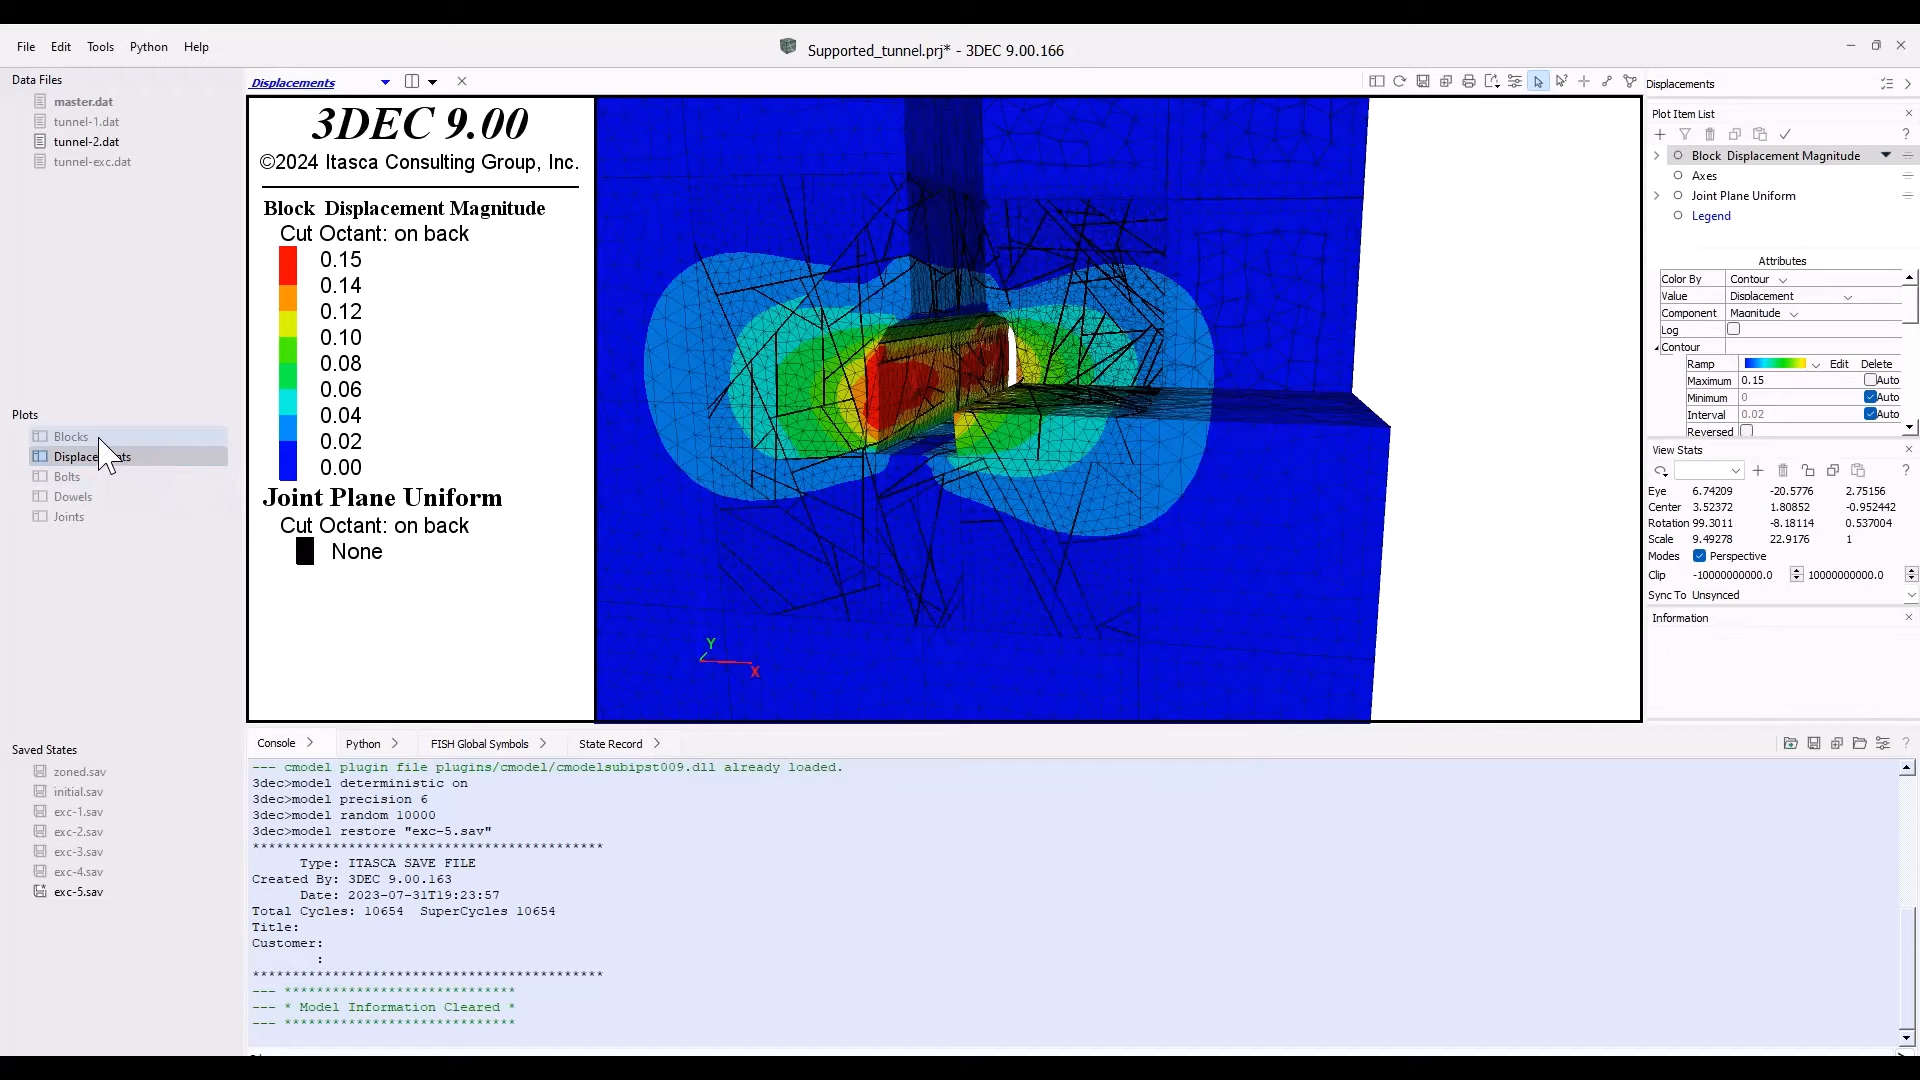 File Edit Tools Python Help
Supported_tunnel.prj* - 3DEC 9.00.166
Data Files
master.dat
tunnel-1.dat
tunnel-2.dat
tunnel-exc.dat
Plots
Blocks
Bolts
Dowels
Joints
Saved States
zoned.sav
initial.sav
exc-1.sav
exc-2.sav
exc-3.sav
exc-4.sav
exc-5.sav
Displacements
3DEC 9.00
©2024 Itasca Consulting Group, Inc.
Block Displacement Magnitude
Cut Octant: on back
0.15
0.14
0.12
0.10
0.08
0.06
0.04
0.02
0.00
Joint Plane Uniform
Cut Octant: on back
None
Y
X
Console Python FISH Global Symbols State Record
--- cmodel plugin file plugins/cmodel/cmodelsubipst009.dll already loaded.
3dec>model deterministic on
3dec>model precision 6
3dec>model random 10000
3dec>model restore "exc-5.sav"
********************************************
Type: ITASCA SAVE FILE
Created By: 3DEC 9.00.163
Date: 2023-07-31T19:23:57
Total Cycles: 10654 SuperCycles 10654
Title:
Customer:
:
********************************************
--- *****************************
--- * Model Information Cleared *
--- *****************************
Displacements
Plot Item List
?
Block Displacement Magnitude
Axes
Joint Plane Uniform
Legend
Attributes
Color By Contour
Value Displacement
Component Magnitude
Log
Contour
Ramp Edit Delete
Maximum 0.15 Auto
Minimum 0 Auto
Interval 0.02 Auto
Reversed
View Stats
?
Eye 6.74209 -20.5776 2.75156
Center 3.52372 1.80852 -0.952442
Rotation 99.3011 -8.18114 0.537004
Scale 9.49278 22.9176 1
Modes Perspective
Clip -10000000000.0 10000000000.0
Sync To Unsynced
Information
?